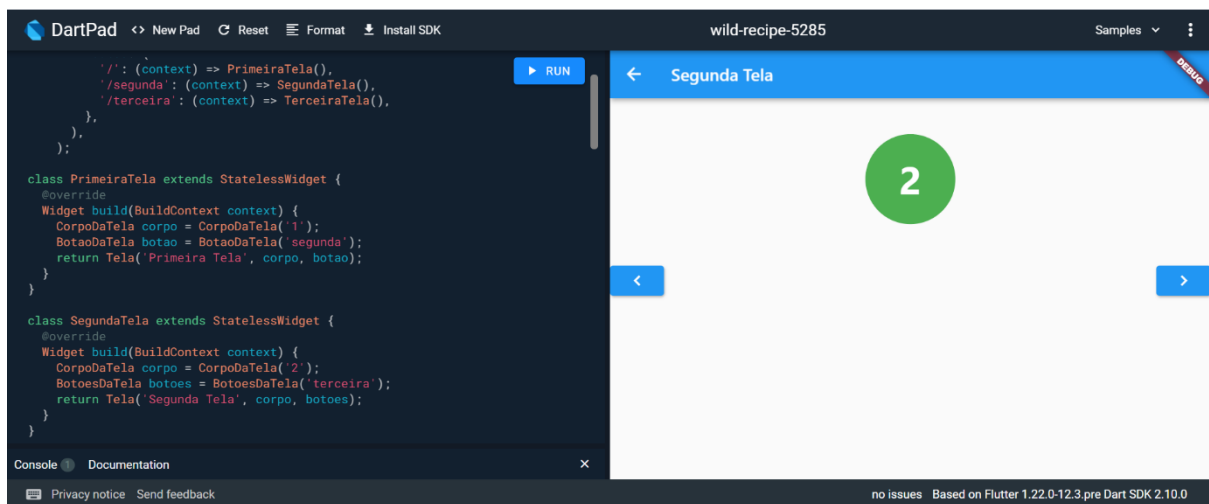 DartPad <> New Pad Reset Format Install SDK wild-recipe-5285 Samples
'/': (context) => PrimeiraTela(),
'/segunda': (context) => SegundaTela(),
'/terceira': (context) => TerceiraTela(),
},
),
);
class PrimeiraTela extends StatelessWidget {
@override
Widget build(BuildContext context) {
CorpoDaTela corpo = CorpoDaTela('1');
BotaoDaTela botao = BotaoDaTela('segunda');
return Tela('Primeira Tela', corpo, botao);
}
}
class SegundaTela extends StatelessWidget {
@override
Widget build(BuildContext context) {
CorpoDaTela corpo = CorpoDaTela('2');
BotoesDaTela botoes = BotoesDaTela('terceira');
return Tela('Segunda Tela', corpo, botoes);
}
}
RUN
Segunda Tela
DEBUG
2
< >
Console 1 Documentation ×
Privacy notice Send feedback no issues Based on Flutter 1.22.0-12.3.pre Dart SDK 2.10.0